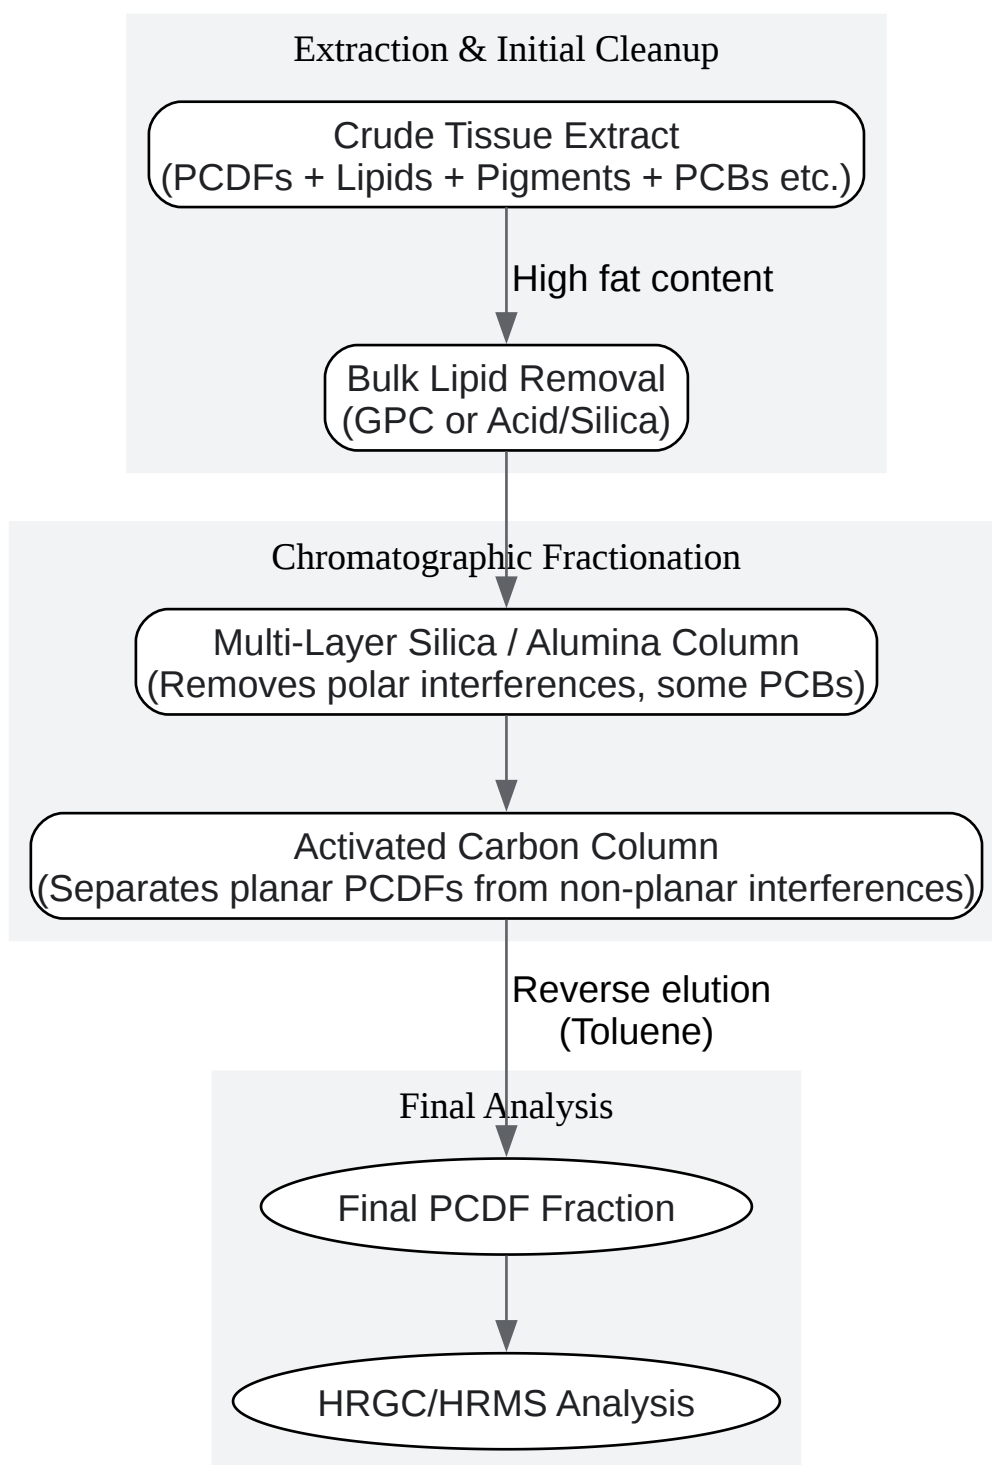 Extraction & Initial Cleanup
Crude Tissue Extract
(PCDFs + Lipids + Pigments + PCBs etc.)
High fat content
Bulk Lipid Removal
(GPC or Acid/Silica)
Chromatographic Fractionation
Multi-Layer Silica / Alumina Column
(Removes polar interferences, some PCBs)
Activated Carbon Column
(Separates planar PCDFs from non-planar interferences)
Reverse elution
(Toluene)
Final Analysis
Final PCDF Fraction
HRGC/HRMS Analysis